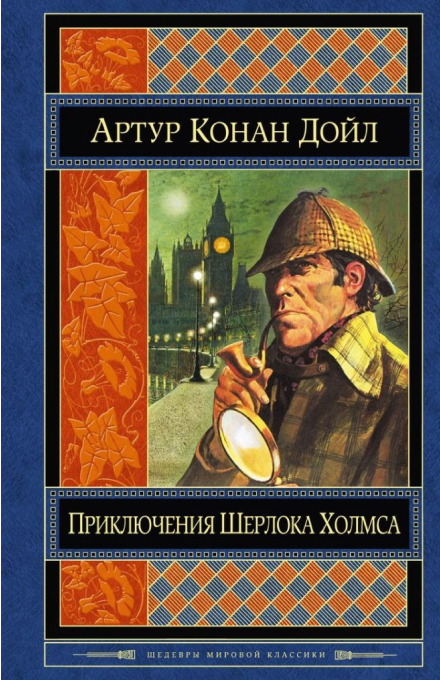 АРТУР КОНАН ДОЙЛ
ПРИКЛЮЧЕНИЯ ШЕРЛОКА ХОЛМСА
ШЕДЕВРЫ МИРОВОЙ КЛАССИКИ